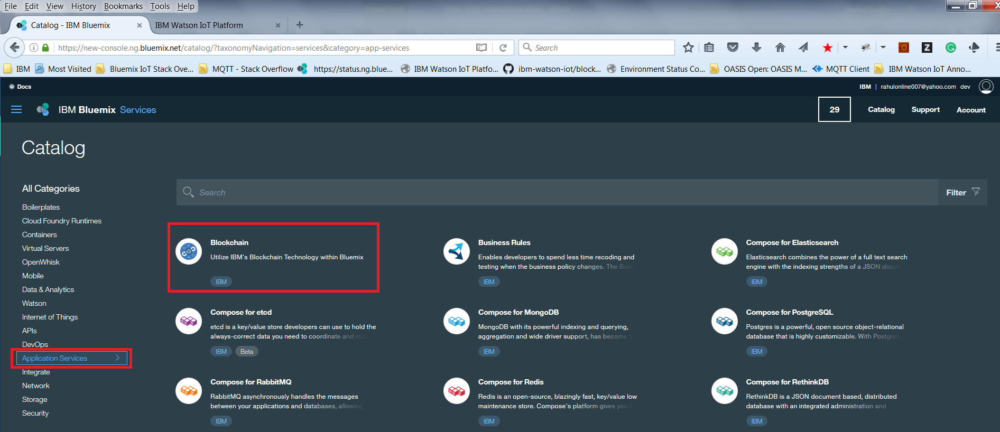 File Edit View History Bookmarks Tools Help
Catalog - IBM Bluemix × IBM Watson IoT Platform × +
https://new-console.ng.bluemix.net/catalog/?taxonomyNavigation=services&category=app-services Search
IBM Most Visited Bluemix IoT Stack Ove... MQTT - Stack Overflow https://status.ng.blue... IBM Watson IoT Platfo... ibm-watson-iot/block... Environment Status Co... OASIS Open: OASIS M... MQTT Client IBM Watson IoT Anno...
Docs IBM | rahulonline007@yahoo.com dev
IBM Bluemix Services 29 Catalog Support Account
Catalog
All Categories
Boilerplates
Cloud Foundry Runtimes
Containers
Virtual Servers
OpenWhisk
Mobile
Data & Analytics
Watson
Internet of Things
APIs
DevOps
Application Services
Integrate
Network
Storage
Security
Search Filter
Blockchain
Utilize IBM's Blockchain Technology within Bluemix
IBM
Business Rules
Enables developers to spend less time recoding and
testing when the business policy changes. The Busi
IBM
Compose for Elasticsearch
Elasticsearch combines the power of a full text search
engine with the indexing strengths of a JSON docum
IBM
Compose for etcd
etcd is a key/value store developers can use to hold the
always-correct data you need to coordinate and ma
IBM Beta
Compose for MongoDB
MongoDB with its powerful indexing and querying,
aggregation and wide driver support, has become t
IBM
Compose for PostgreSQL
Postgres is a powerful, open source object-relational
database that is highly customizable. With Postgres
IBM
Compose for RabbitMQ
RabbitMQ asynchronously handles the messages
between your applications and databases, allowing
IBM
Compose for Redis
Redis is an open-source, blazingly fast, key/value low
maintenance store. Compose's platform gives you a
IBM
Compose for RethinkDB
RethinkDB is a JSON document based, distributed
database with an integrated administration and
IBM